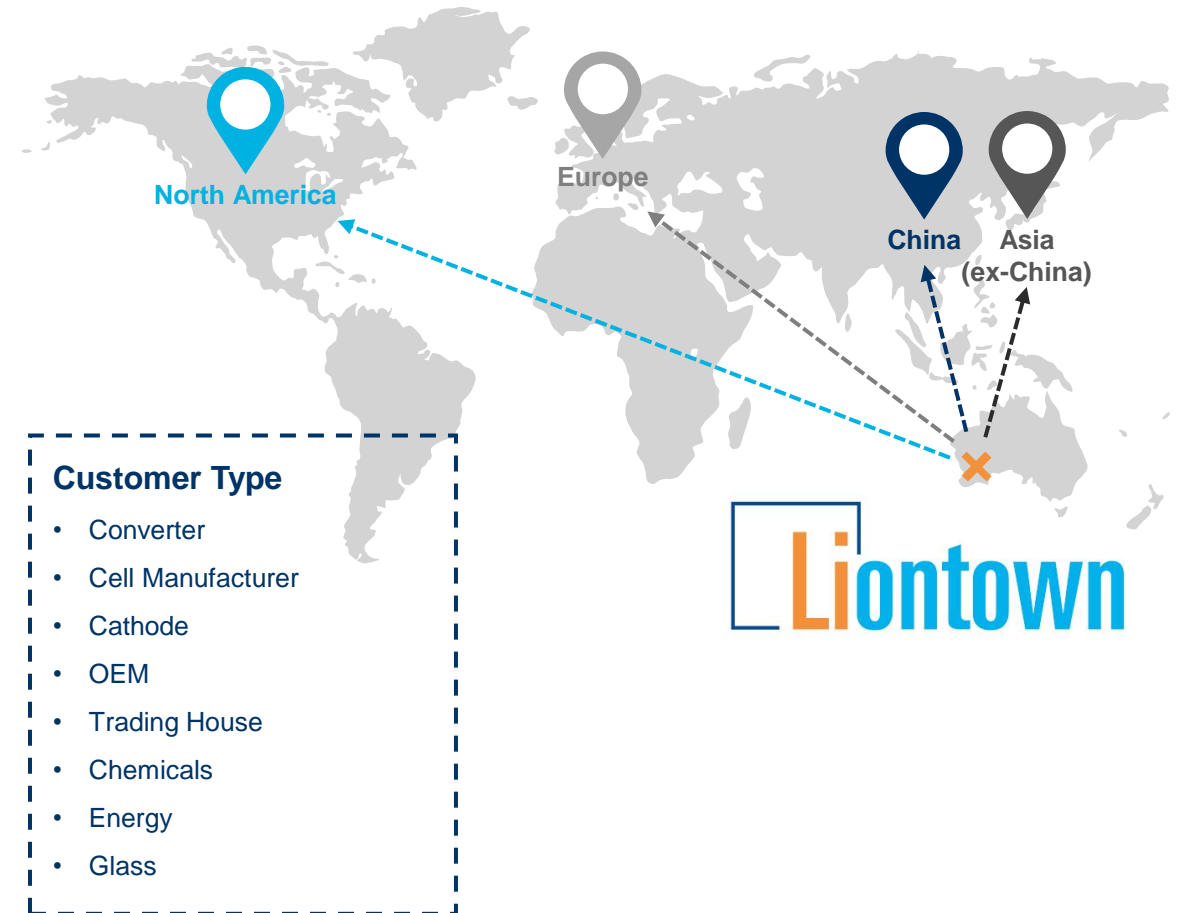 North America
Europe
China
Asia
(ex-China)
Customer Type
• Converter
• Cell Manufacturer
• Cathode
• OEM
• Trading House
• Chemicals
• Energy
• Glass
Liontown